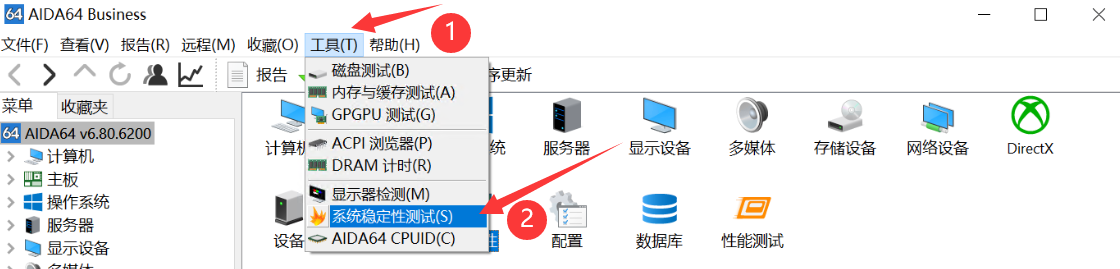 64 AIDA64 Business
文件(F) 查看(V) 报告(R) 远程(M) 收藏(O) 工具(T) 帮助(H)
1
报告
序更新
磁盘测试(B)
内存与缓存测试(A)
GPGPU 测试(G)
ACPI 浏览器(P)
DRAM 计时(R)
显示器检测(M)
系统稳定性测试(S)
AIDA64 CPUID(C)
2
菜单 收藏夹
64 AIDA64 v6.80.6200
计算机
主板
操作系统
服务器
显示设备
多媒体
计算机 统 服务器 显示设备 多媒体 存储设备 网络设备 DirectX
设备 性 配置 数据库 性能测试